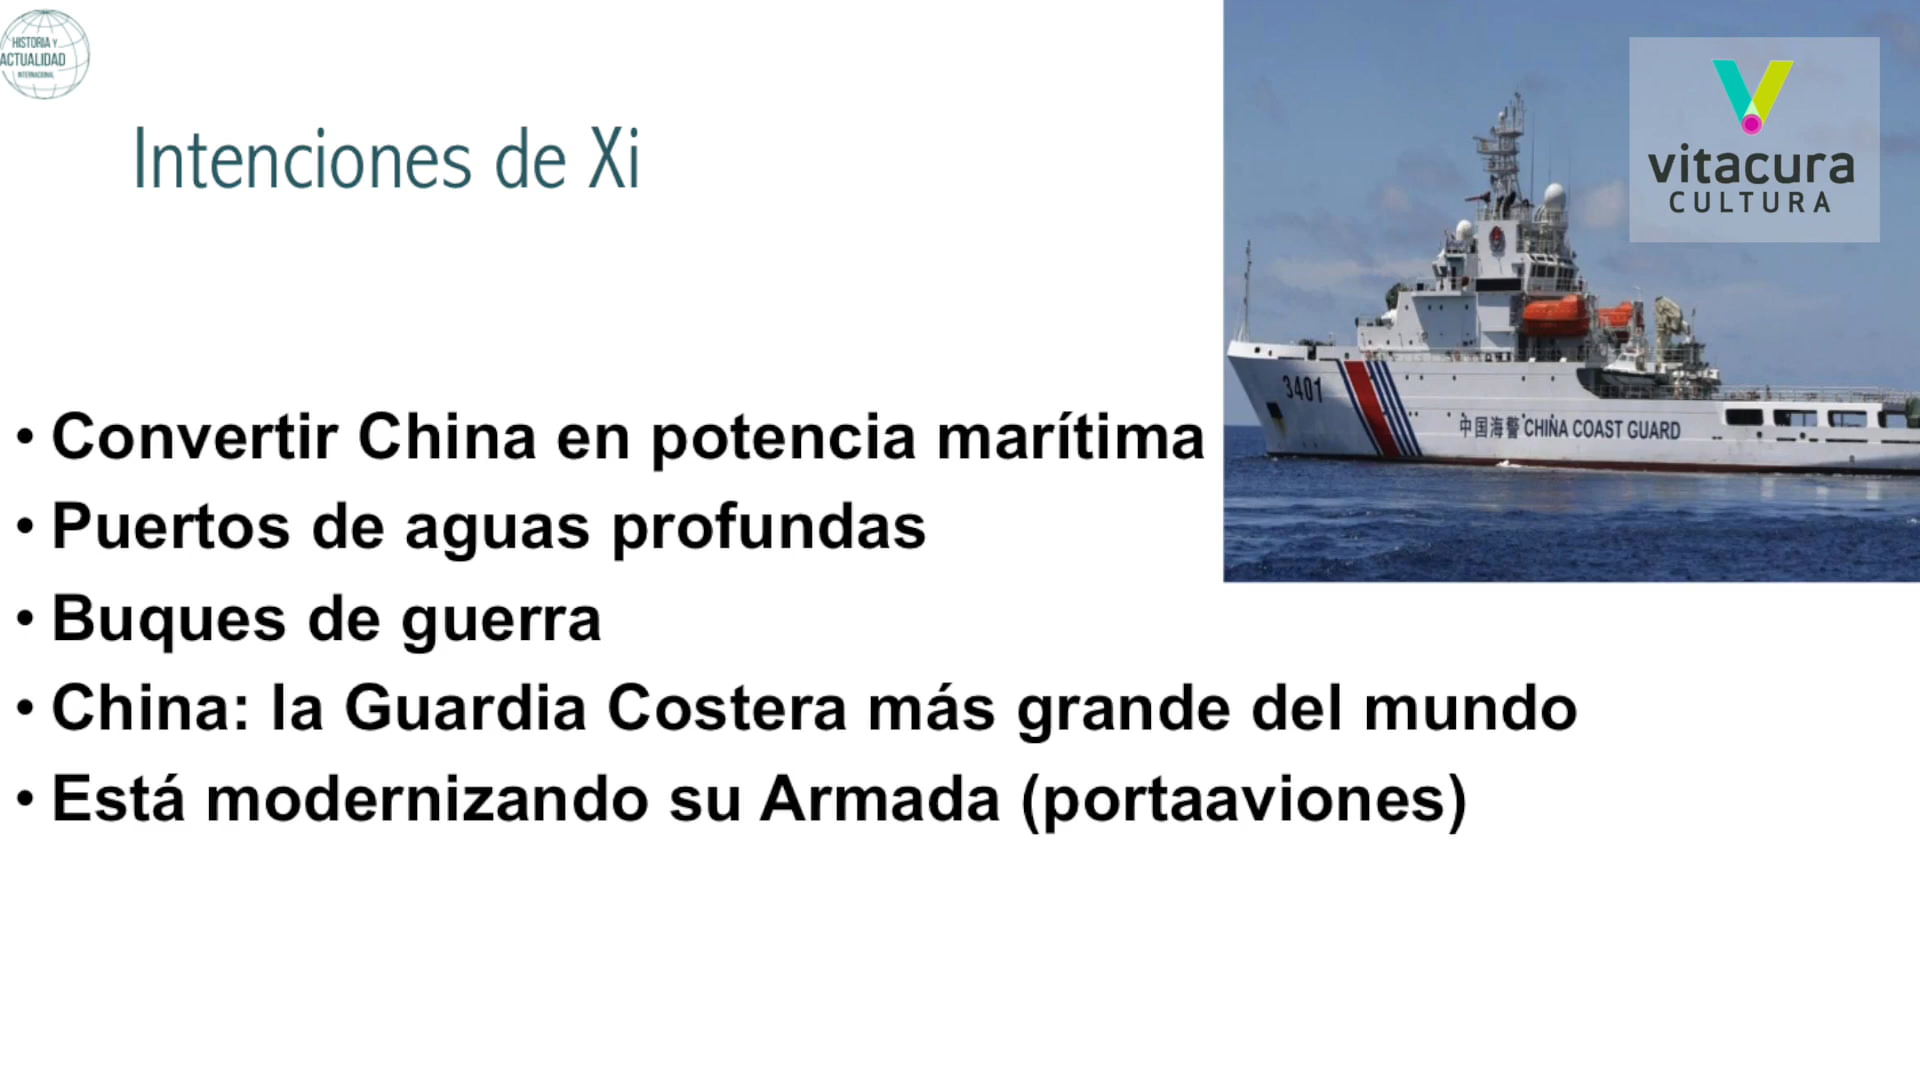 HISTORIA Y
ACTUALIDAD
INTERNACIONAL
vitacura
CULTURA
Intenciones de Xi
3401
中国海警 CHINA COAST GUARD
• Convertir China en potencia marítima
• Puertos de aguas profundas
• Buques de guerra
• China: la Guardia Costera más grande del mundo
• Está modernizando su Armada (portaaviones)